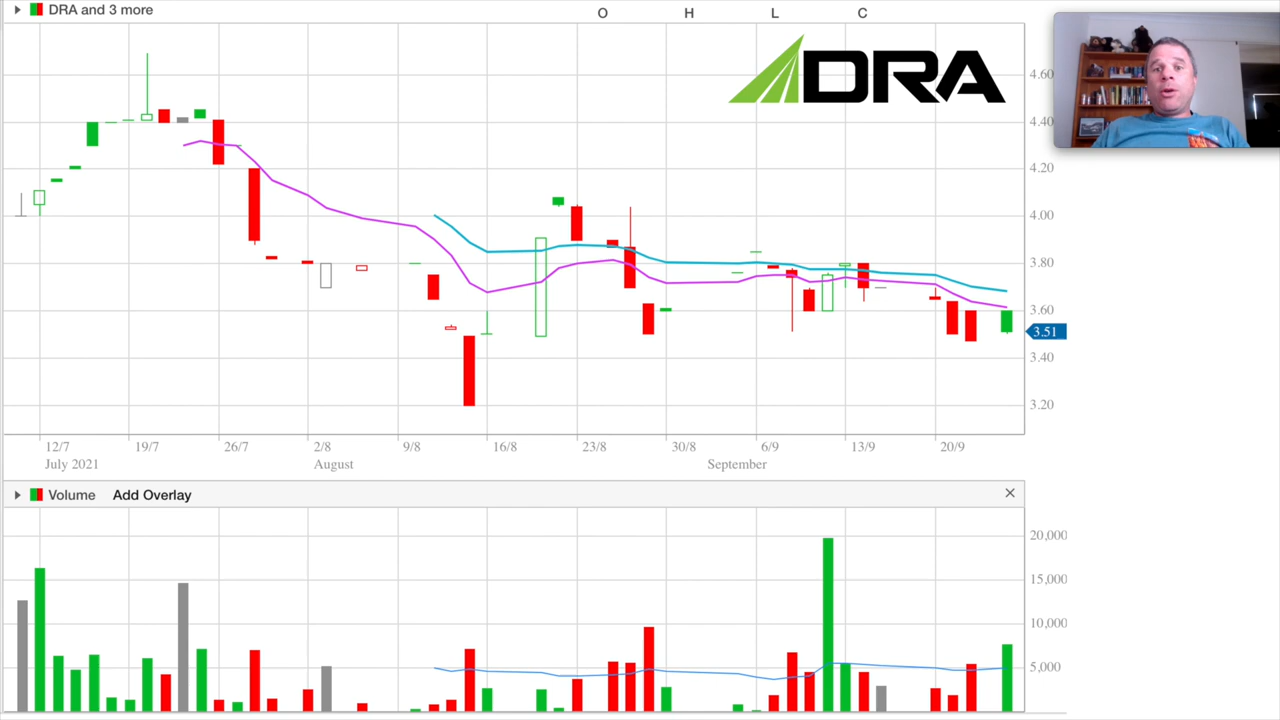 DRA and 3 more
O H L C
DRA
4.60
4.40
4.20
4.00
3.80
3.60
3.51
3.40
3.20
12/7 19/7 26/7 2/8 9/8 16/8 23/8 30/8 6/9 13/9 20/9
July 2021 August September
Volume Add Overlay
20,000
15,000
10,000
5,000